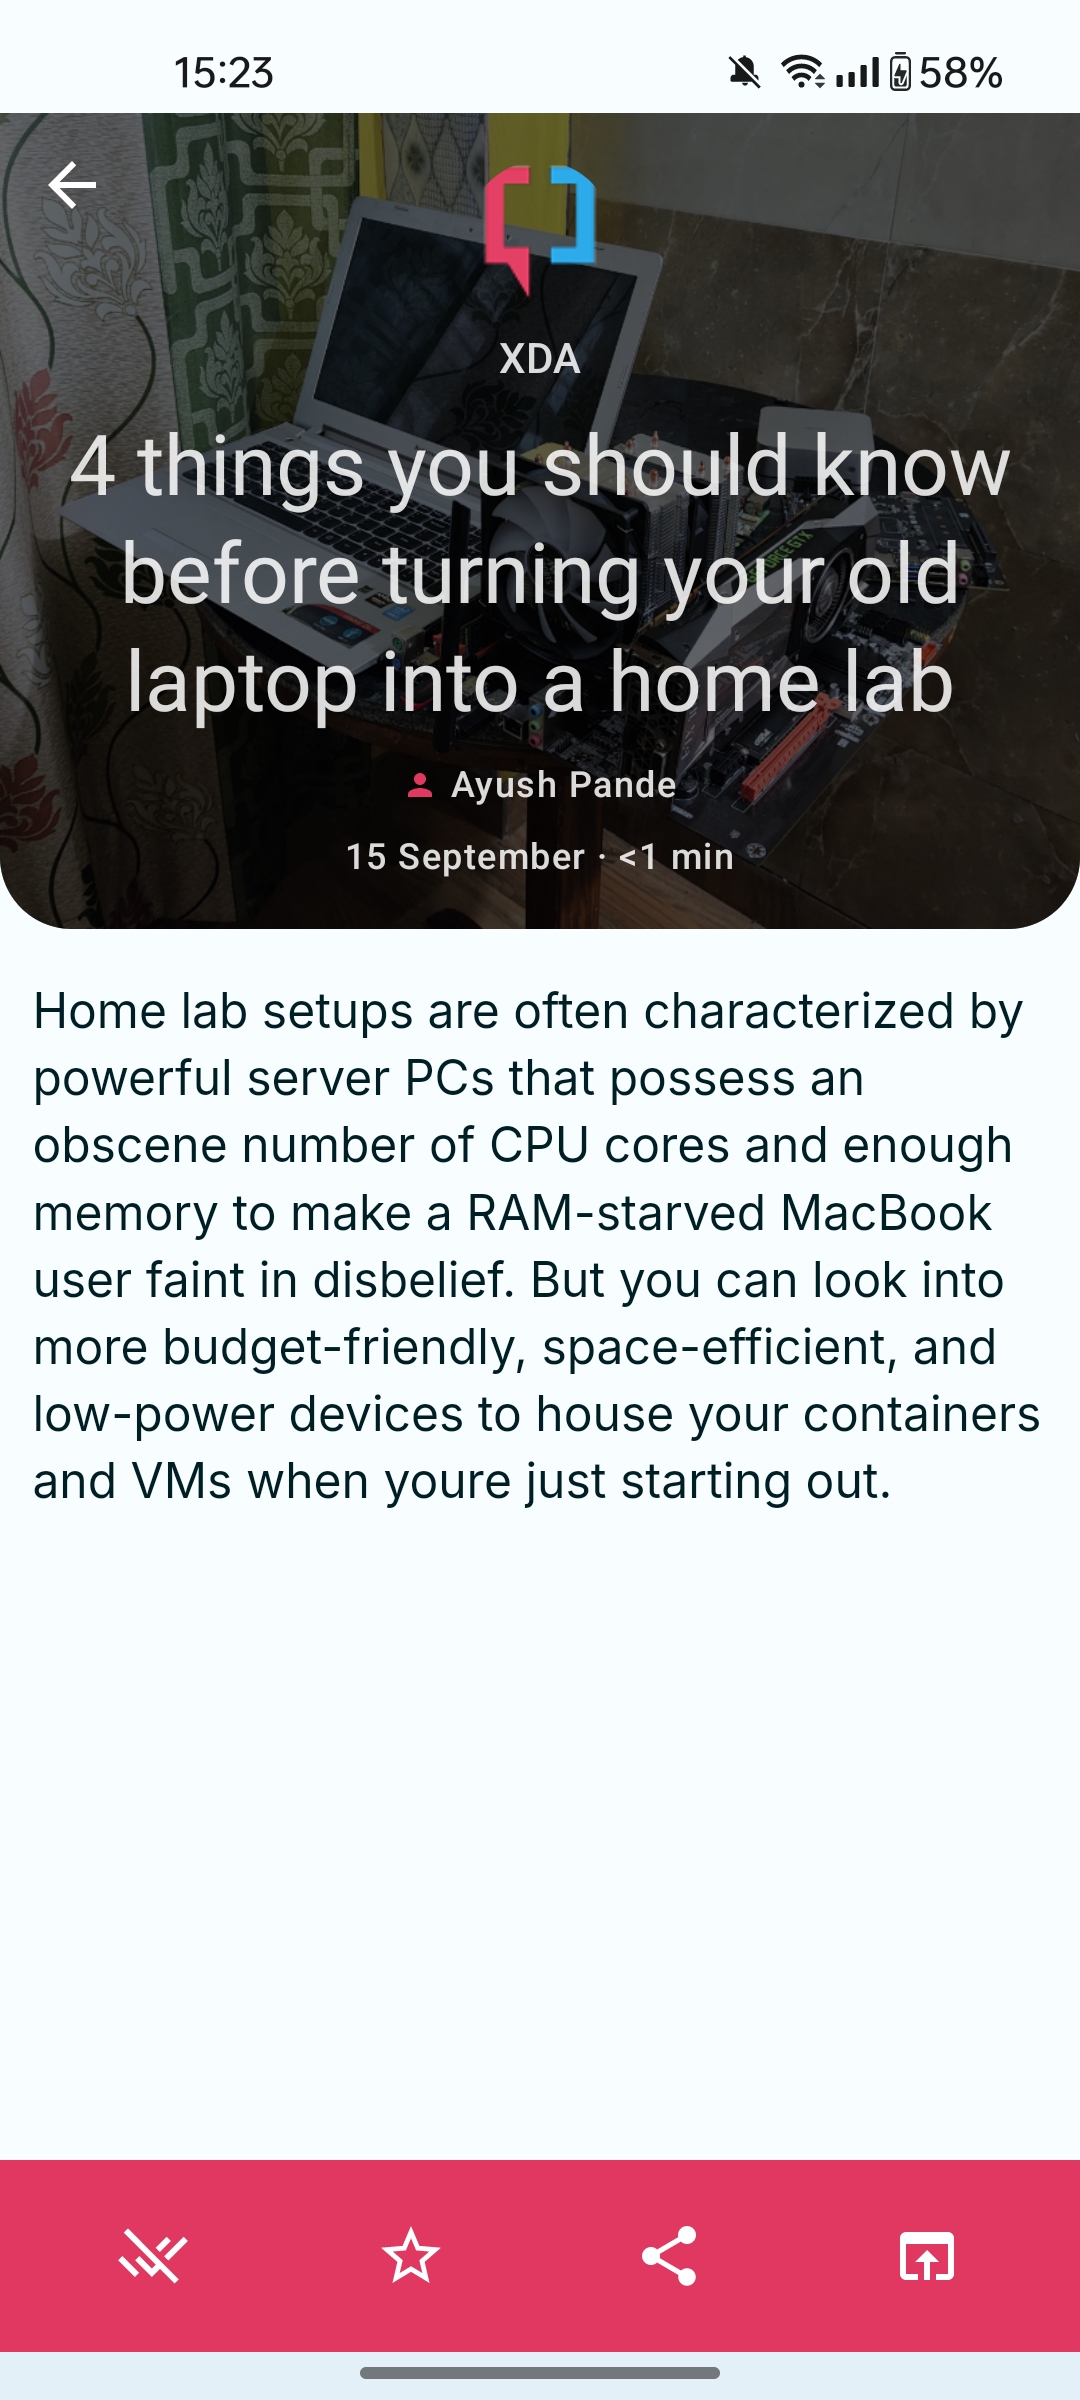 15:23
58%
XDA
4 things you should know
before turning your old
laptop into a home lab
Ayush Pande
15 September · <1 min
Home lab setups are often characterized by
powerful server PCs that possess an
obscene number of CPU cores and enough
memory to make a RAM-starved MacBook
user faint in disbelief. But you can look into
more budget-friendly, space-efficient, and
low-power devices to house your containers
and VMs when youre just starting out.